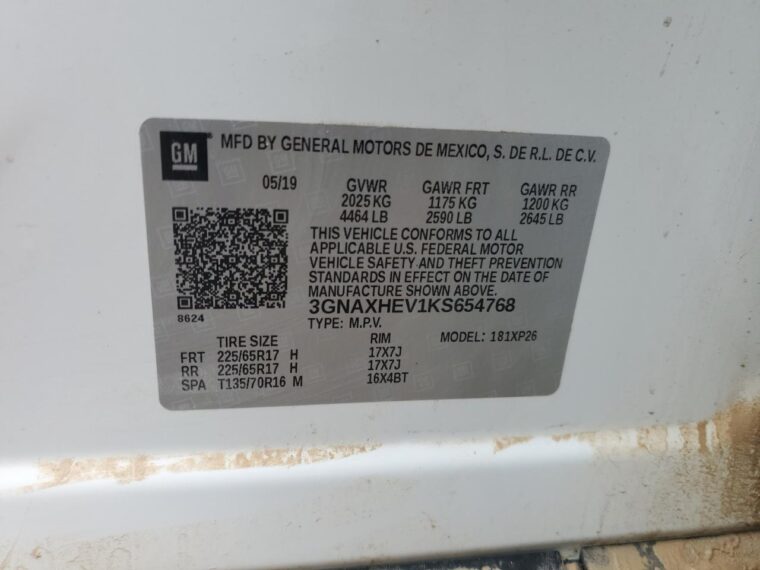 GM ® MFD BY GENERAL MOTORS DE MEXICO, S. DE R.L. DE C.V.
05/19 GVWR GAWR FRT GAWR RR
2025 KG 1175 KG 1200 KG
4464 LB 2590 LB 2645 LB
THIS VEHICLE CONFORMS TO ALL
APPLICABLE U.S. FEDERAL MOTOR
VEHICLE SAFETY AND THEFT PREVENTION
STANDARDS IN EFFECT ON THE DATE OF
MANUFACTURE SHOWN ABOVE.
3GNAXHEV1KS654768
8624
TYPE: M.P.V. MODEL: 181XP26
TIRE SIZE RIM
FRT 225/65R17 H 17X7J
RR 225/65R17 H 17X7J
SPA T135/70R16 M 16X4BT